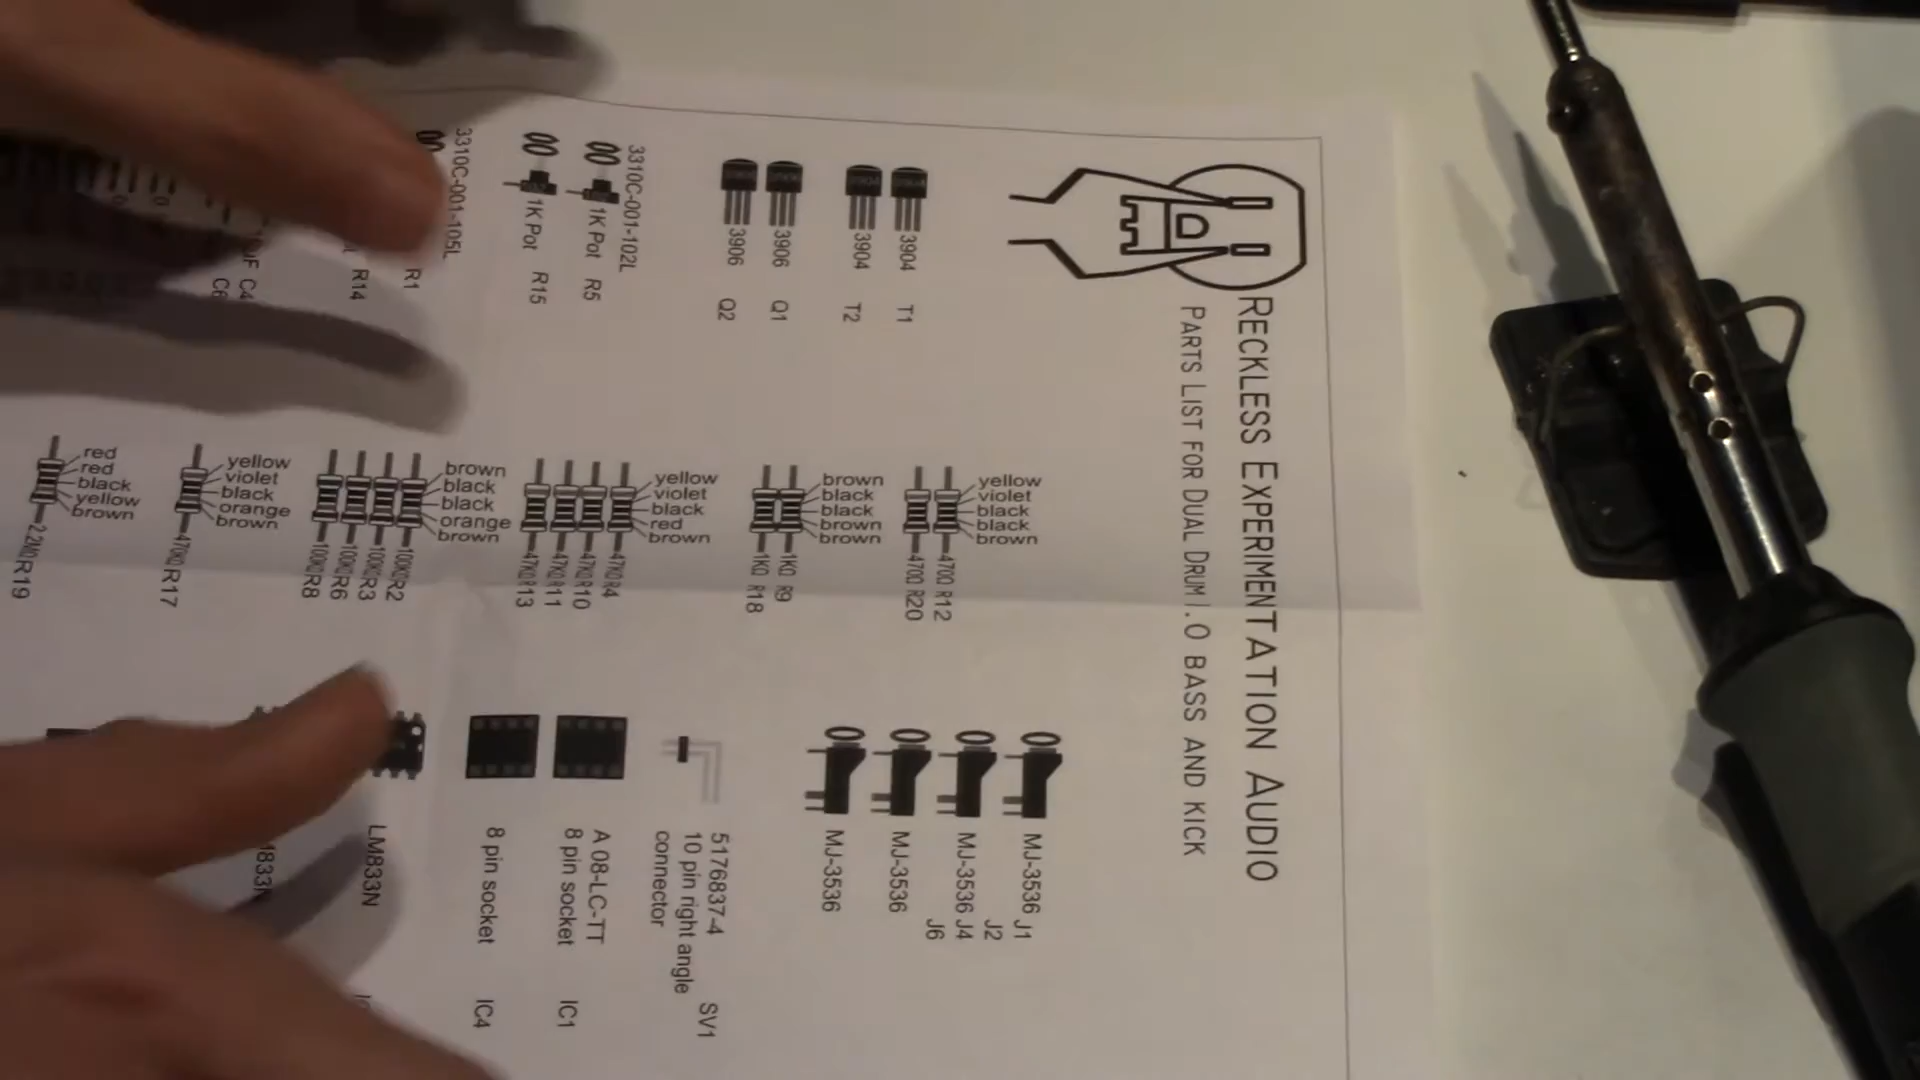 RECKLESS EXPERIMENTATION AUDIO
PARTS LIST FOR DUAL DRUM 1.0 BASS AND KICK
3904 T1
3904 T2
3906 Q1
3906 Q2
3310C-001-102L
1K Pot R5
1K Pot R15
3310C-001-105L
R1
R14
C4
C6
yellow
violet
black
black
brown
470Ω R12
470Ω R20
brown
black
black
brown
brown
1KΩ R9
1KΩ R18
yellow
violet
black
red
brown
47KΩ R4
47KΩ R10
47KΩ R11
47KΩ R13
brown
black
black
orange
brown
100KΩ R2
100KΩ R3
100KΩ R6
100KΩ R8
yellow
violet
black
orange
brown
470KΩ R17
red
red
black
yellow
brown
2.2MΩ R19
MJ-3536 J1
J2
MJ-3536 J4
J6
MJ-3536
MJ-3536
5176837-4
10 pin right angle
connector
SV1
A 08-LC-TT
8 pin socket IC1
8 pin socket IC4
LM833N